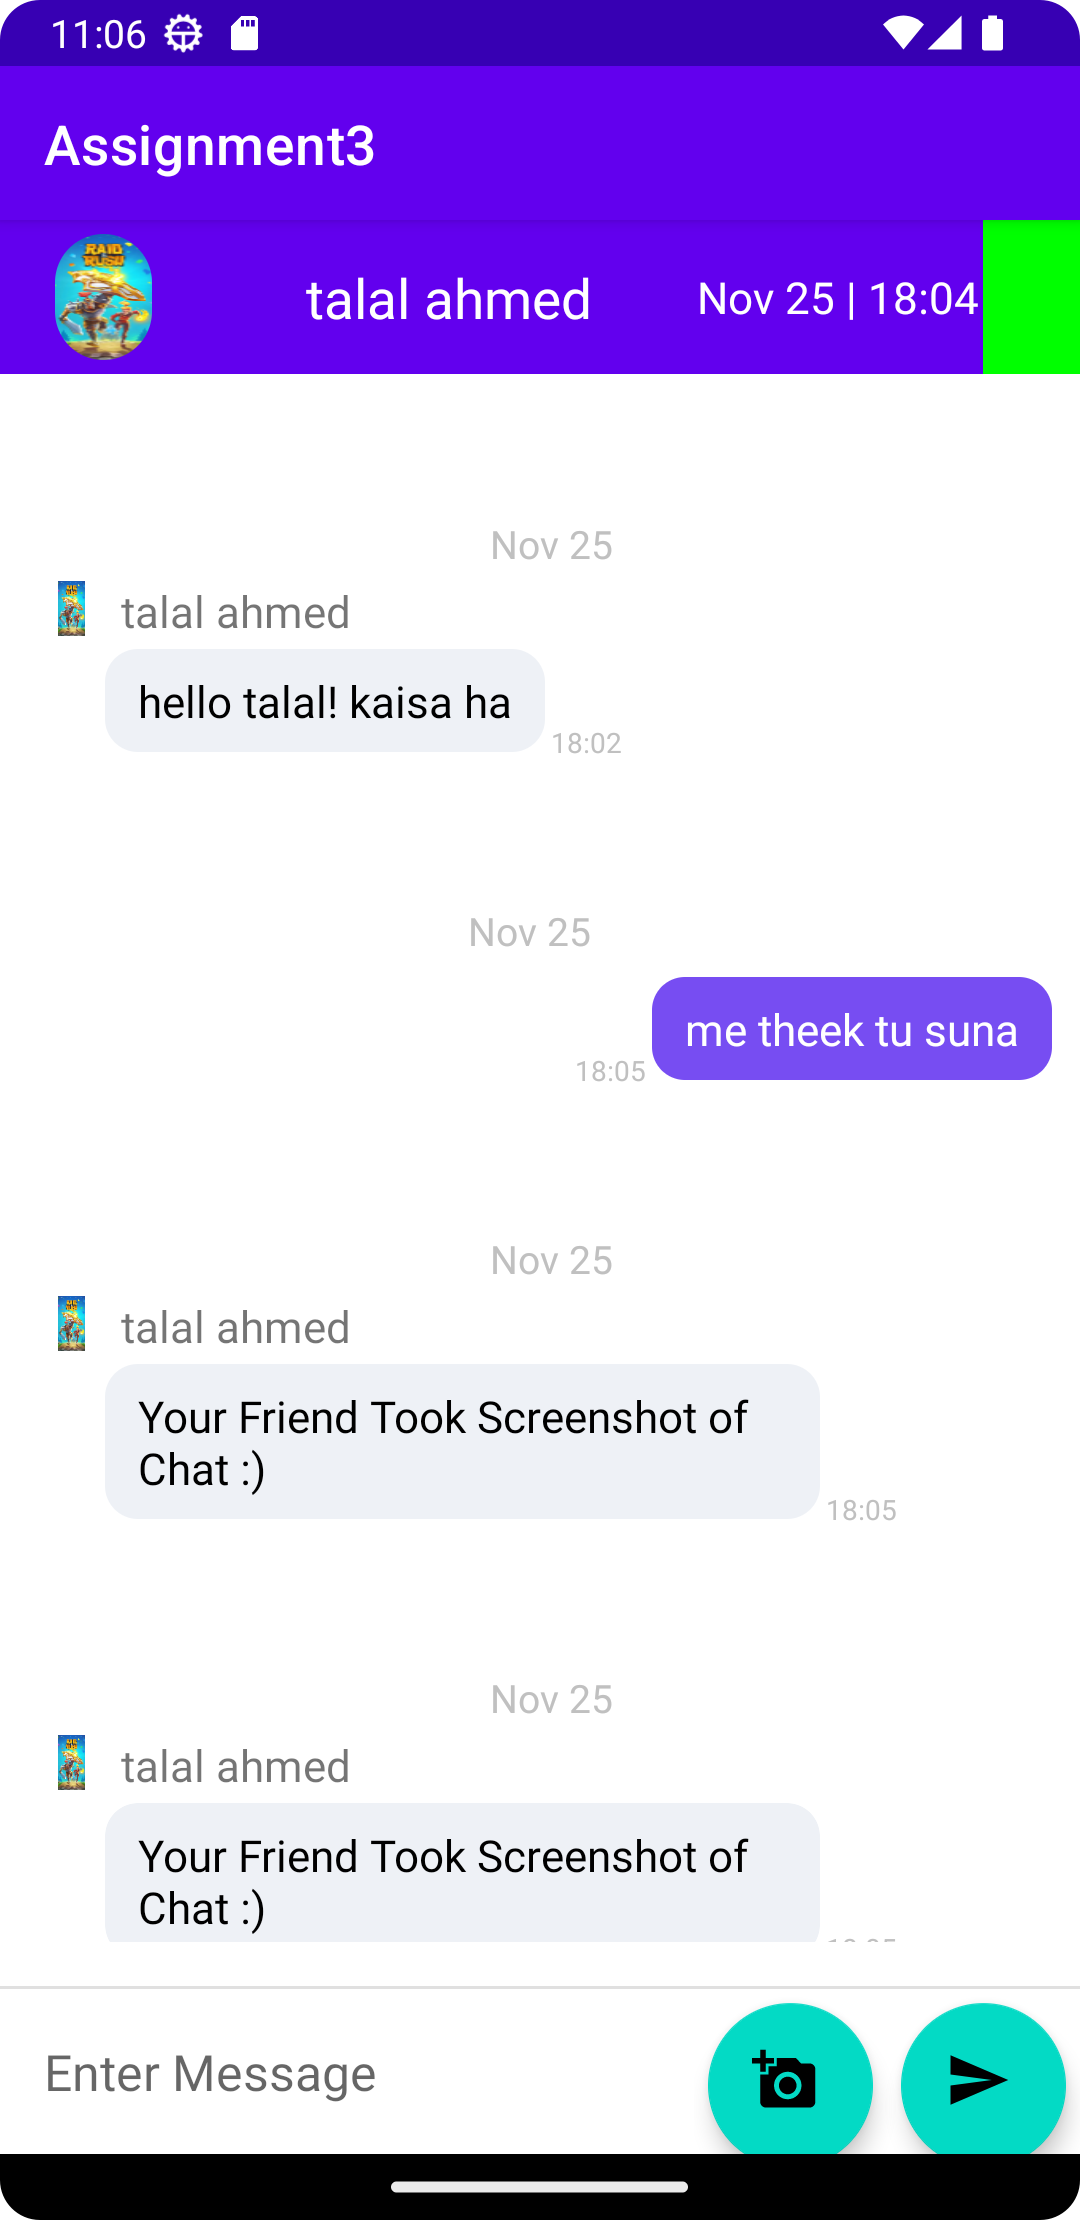 11:06
Assignment3
RAID
RUSH
talal ahmed
Nov 25 | 18:04
Nov 25
talal ahmed
hello talal! kaisa ha
18:02
Nov 25
me theek tu suna
18:05
Nov 25
talal ahmed
Your Friend Took Screenshot of
Chat :)
18:05
Nov 25
talal ahmed
Your Friend Took Screenshot of
Chat :)
Enter Message